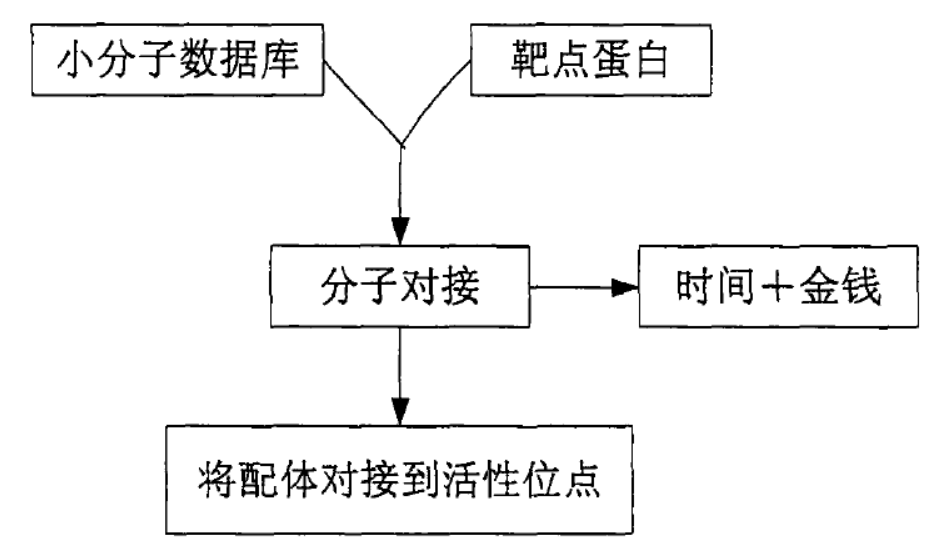 小分子数据库
靶点蛋白
分子对接
时间+金钱
将配体对接到活性位点